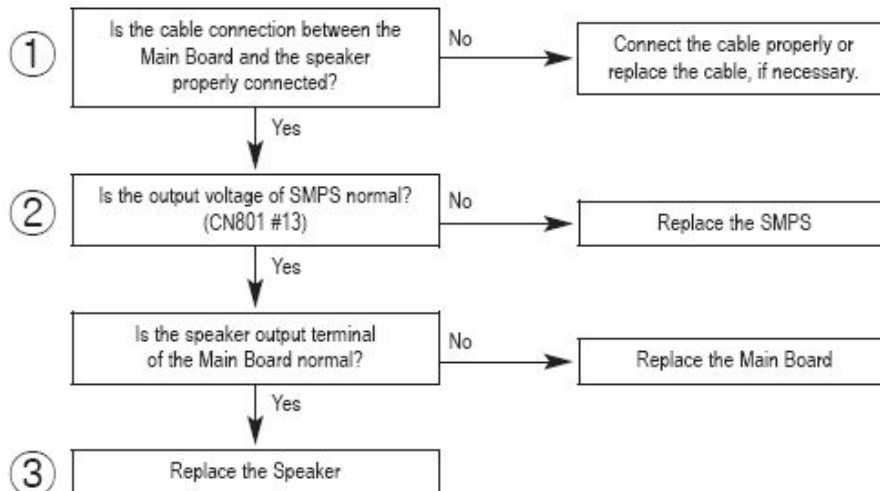 1
Is the cable connection between the
Main Board and the speaker
properly connected?
No
Connect the cable properly or
replace the cable, if necessary.
Yes
2
Is the output voltage of SMPS normal?
(CN801 #13)
No
Replace the SMPS
Yes
Is the speaker output terminal
of the Main Board normal?
No
Replace the Main Board
Yes
3
Replace the Speaker